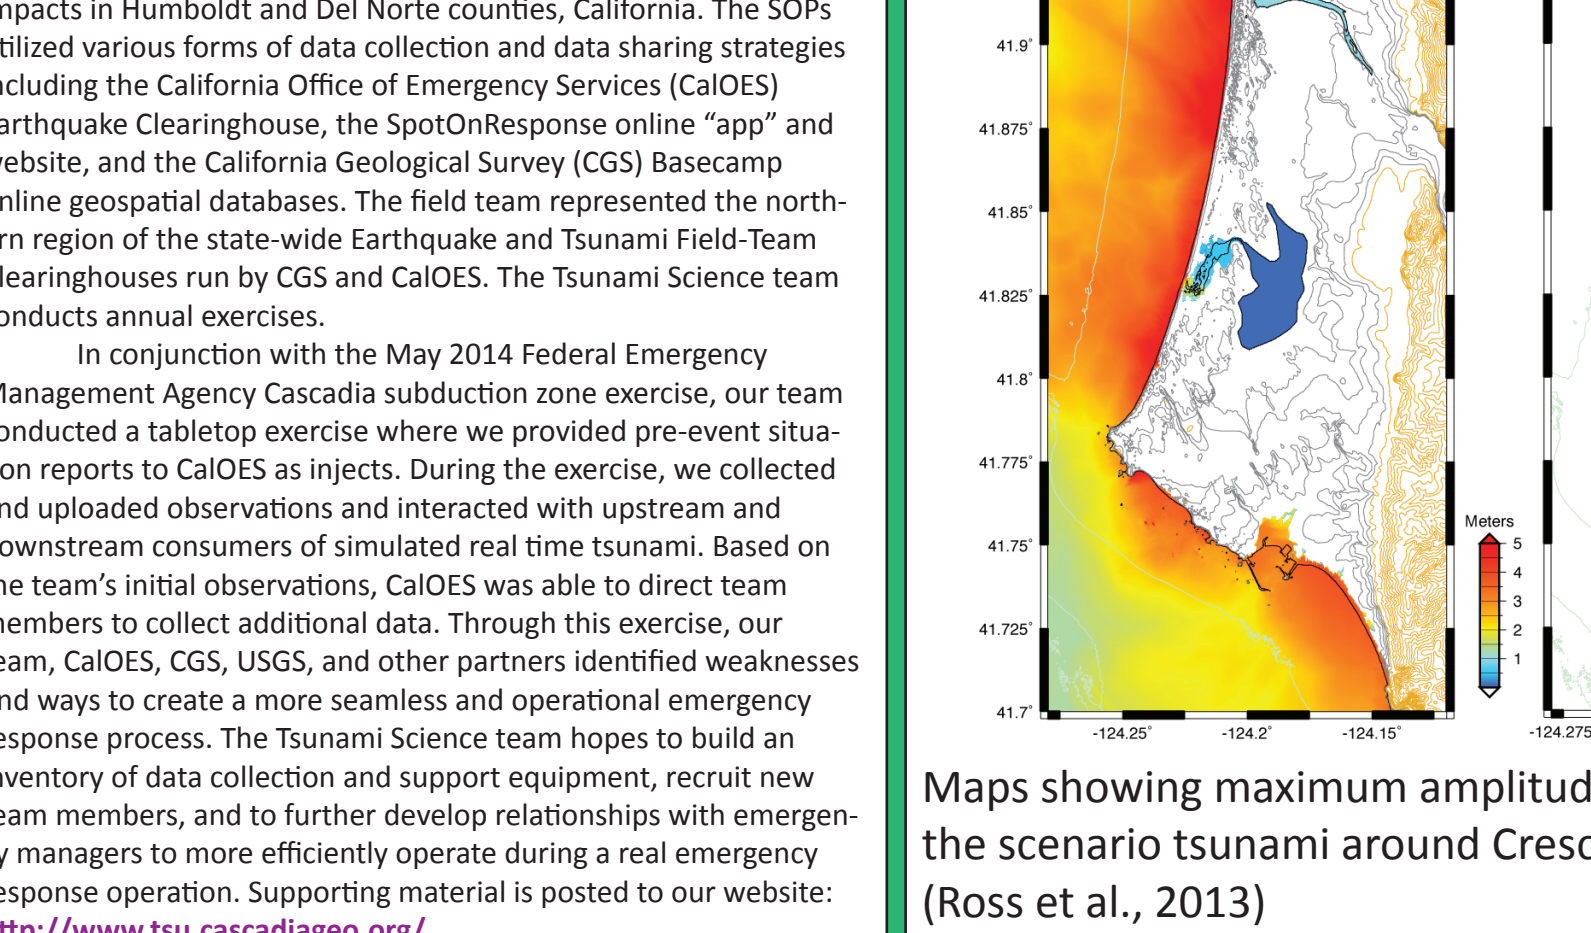 mpacts in Humboldt and Del Norte counties, California. The SOPs
tilized various forms of data collection and data sharing strategies
ncluding the California Office of Emergency Services (CalOES)
arthquake Clearinghouse, the SpotOnResponse online “app” and
website, and the California Geological Survey (CGS) Basecamp
nline geospatial databases. The field team represented the north-
rn region of the state-wide Earthquake and Tsunami Field-Team
learinghouses run by CGS and CalOES. The Tsunami Science team
onducts annual exercises.
In conjunction with the May 2014 Federal Emergency
Management Agency Cascadia subduction zone exercise, our team
onducted a tabletop exercise where we provided pre-event situa-
on reports to CalOES as injects. During the exercise, we collected
nd uploaded observations and interacted with upstream and
ownstream consumers of simulated real time tsunami. Based on
he team’s initial observations, CalOES was able to direct team
members to collect additional data. Through this exercise, our
eam, CalOES, CGS, USGS, and other partners identified weaknesses
nd ways to create a more seamless and operational emergency
esponse process. The Tsunami Science team hopes to build an
nventory of data collection and support equipment, recruit new
eam members, and to further develop relationships with emergen-
y managers to more efficiently operate during a real emergency
esponse operation. Supporting material is posted to our website:
ttp://www.tsu.cascadiageo.org/
41.9°
41.875°
41.85°
41.825°
41.8°
41.775°
41.75°
41.725°
41.7°
-124.25°
-124.2°
-124.15°
Meters
5
4
3
2
1
-124.275
Maps showing maximum amplitud
the scenario tsunami around Cresc
(Ross et al., 2013)